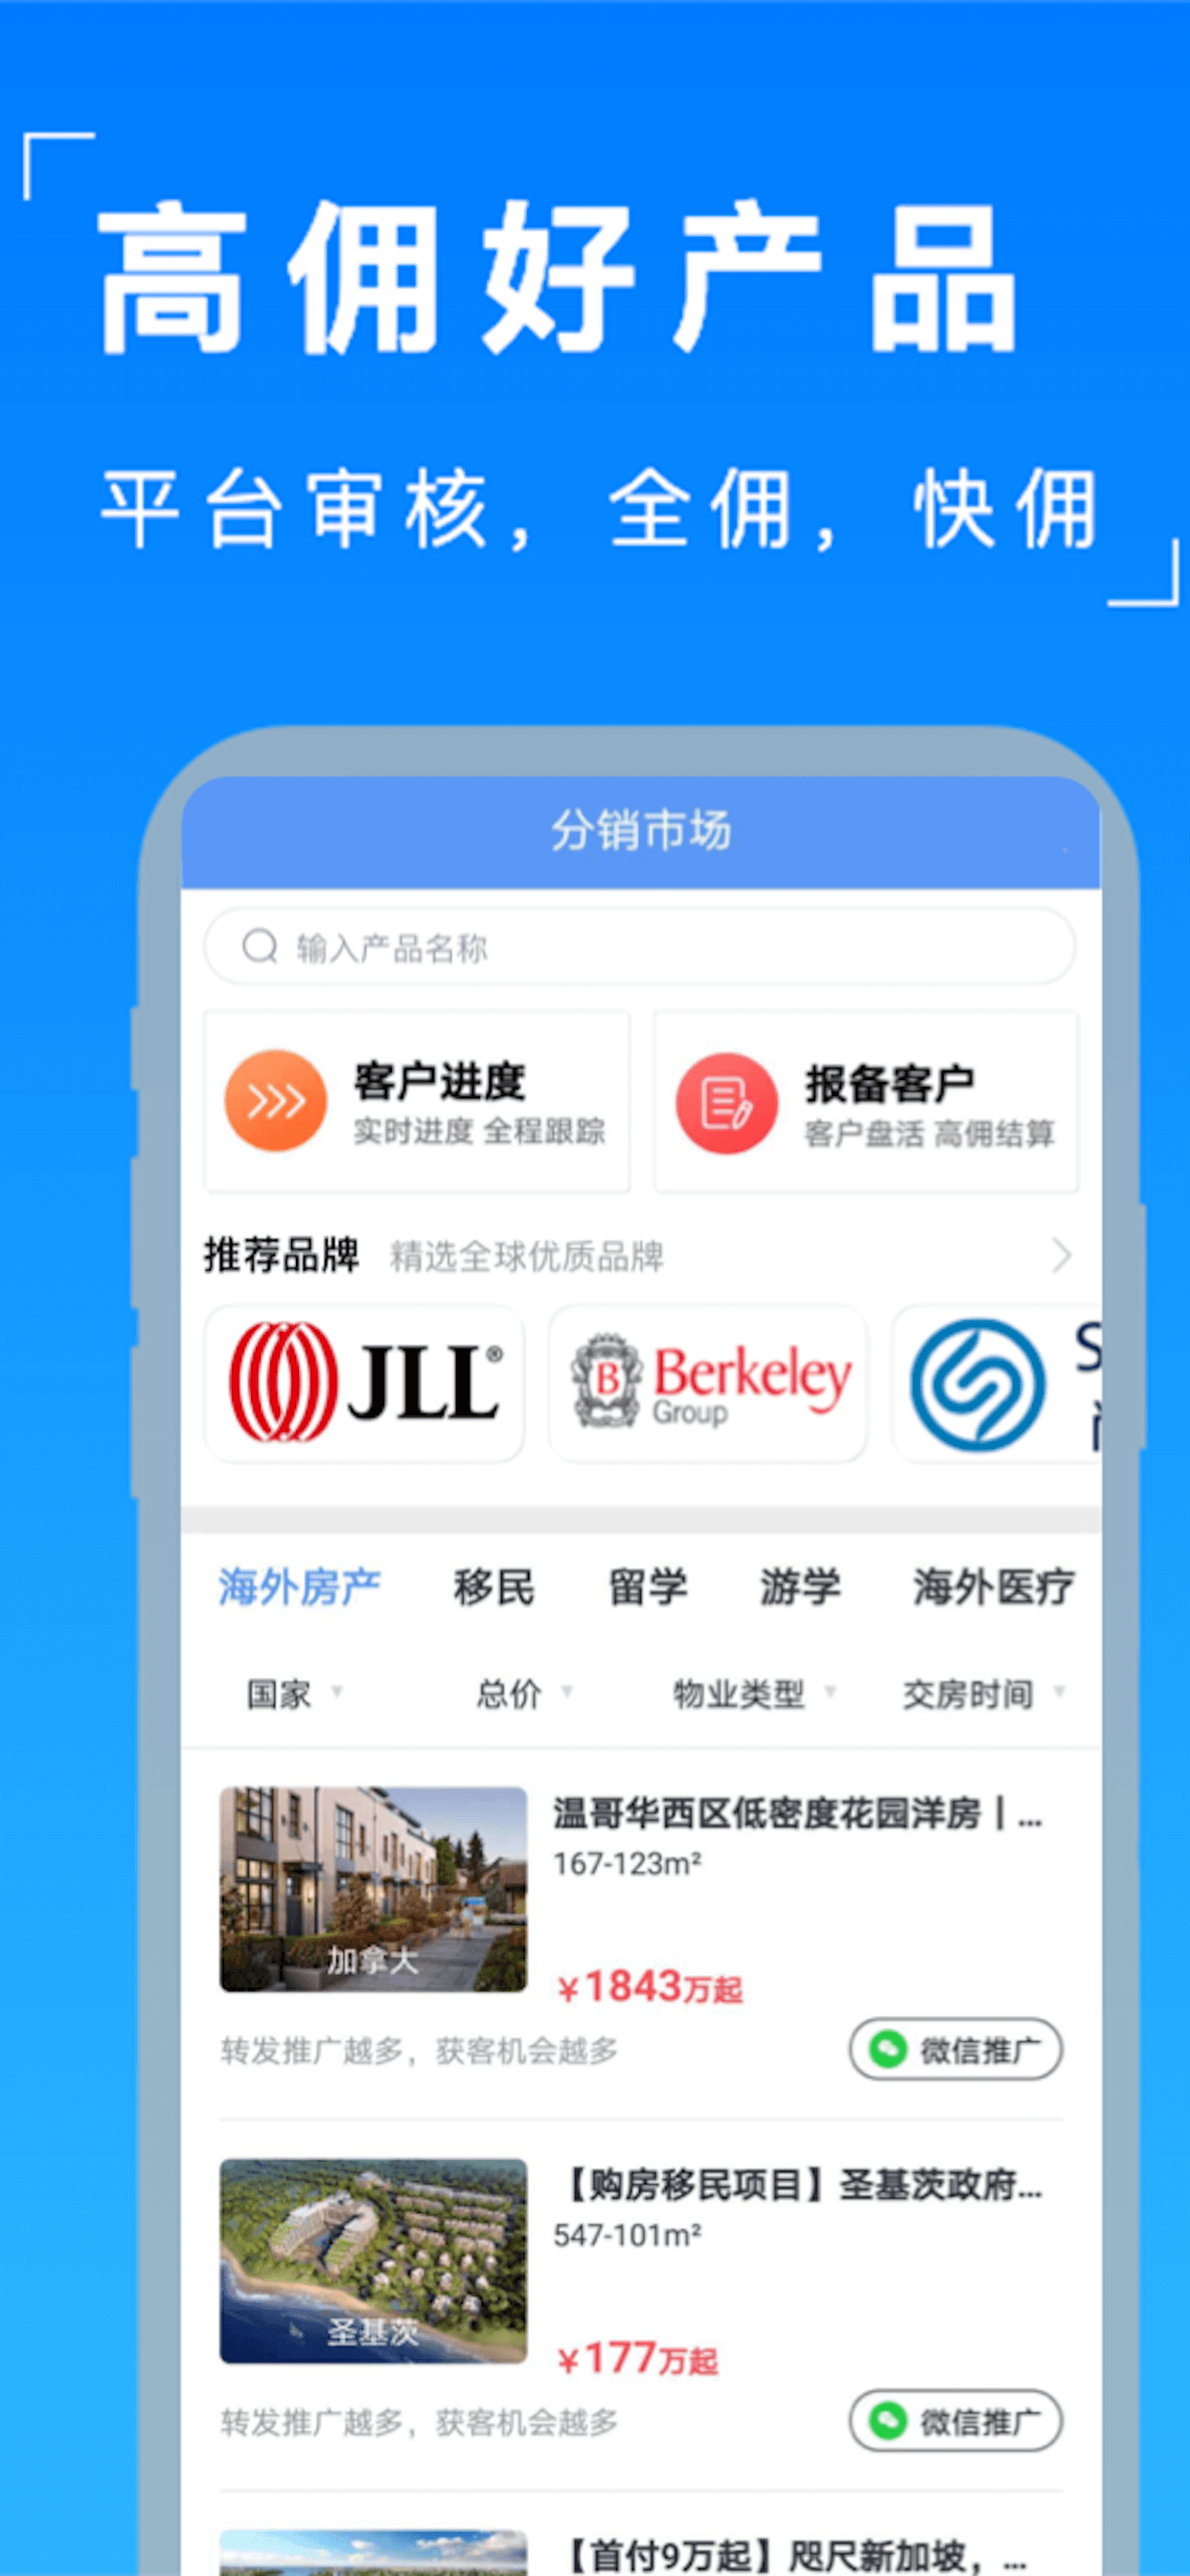 高佣好产品
平台审核，全佣，快佣
分销市场
输入产品名称
客户进度
实时进度 全程跟踪
报备客户
客户盘活 高佣结算
推荐品牌 精选全球优质品牌
JLL®
B Berkeley
Group
S
海外房产 移民 留学 游学 海外医疗
国家 总价 物业类型 交房时间
温哥华西区低密度花园洋房丨...
167-123m²
加拿大
¥1843万起
转发推广越多，获客机会越多 微信推广
【购房移民项目】圣基茨政府...
547-101m²
圣基茨
¥177万起
转发推广越多，获客机会越多 微信推广
【首付9万起】咫尺新加坡，...